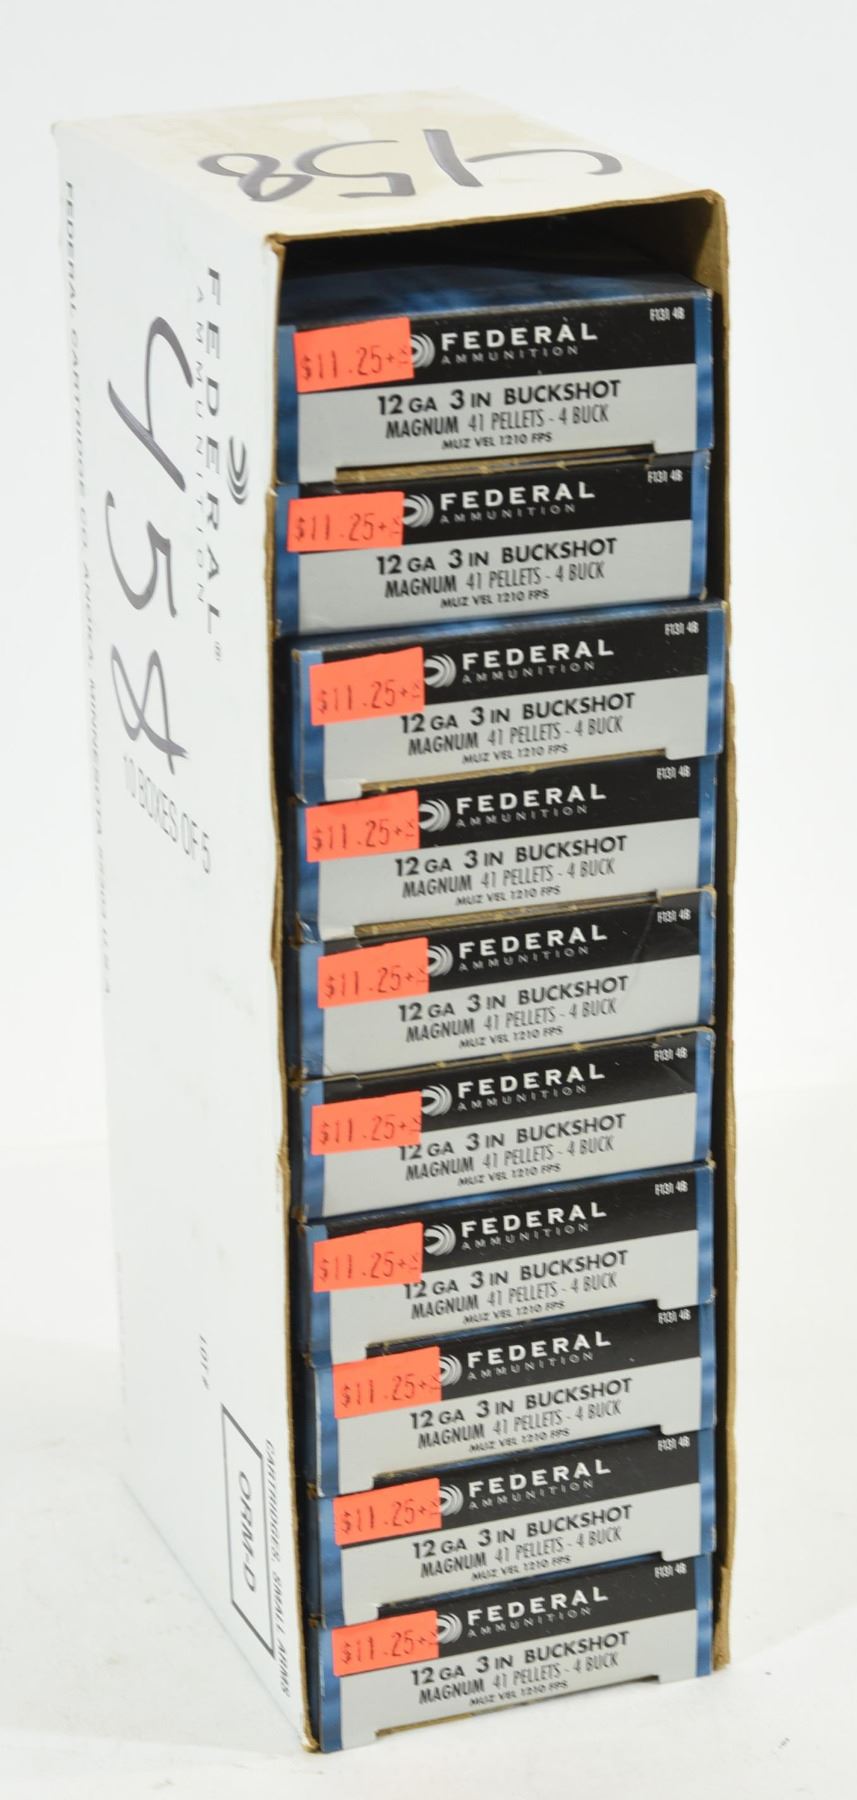 458
FEDERAL®
AMMUNITION
458
10 BOXES OF 5
FEDERAL CARTRIDGE CO. ANOKA, MINNESOTA 55303 U.S.A.
ORM-D
CARTRIDGES, SMALL ARMS
F131 4B
FEDERAL
AMMUNITION
$11.25+
12 GA 3 IN BUCKSHOT
MAGNUM 41 PELLETS - 4 BUCK
MUZ VEL 1210 FPS
F131 4B
FEDERAL
AMMUNITION
$11.25+
12 GA 3 IN BUCKSHOT
MAGNUM 41 PELLETS - 4 BUCK
MUZ VEL 1210 FPS
F131 4B
FEDERAL
AMMUNITION
$11.25+
12 GA 3 IN BUCKSHOT
MAGNUM 41 PELLETS - 4 BUCK
MUZ VEL 1210 FPS
F131 4B
FEDERAL
AMMUNITION
$11.25+
12 GA 3 IN BUCKSHOT
MAGNUM 41 PELLETS - 4 BUCK
MUZ VEL 1210 FPS
F131 4B
FEDERAL
AMMUNITION
$11.25+
12 GA 3 IN BUCKSHOT
MAGNUM 41 PELLETS - 4 BUCK
MUZ VEL 1210 FPS
F131 4B
FEDERAL
AMMUNITION
$11.25+
12 GA 3 IN BUCKSHOT
MAGNUM 41 PELLETS - 4 BUCK
MUZ VEL 1210 FPS
F131 4B
FEDERAL
AMMUNITION
$11.25+
12 GA 3 IN BUCKSHOT
MAGNUM 41 PELLETS - 4 BUCK
MUZ VEL 1210 FPS
F131 4B
FEDERAL
AMMUNITION
$11.25+
12 GA 3 IN BUCKSHOT
MAGNUM 41 PELLETS - 4 BUCK
MUZ VEL 1210 FPS
F131 4B
FEDERAL
AMMUNITION
$11.25+
12 GA 3 IN BUCKSHOT
MAGNUM 41 PELLETS - 4 BUCK
MUZ VEL 1210 FPS
F131 4B
FEDERAL
AMMUNITION
$11.25+
12 GA 3 IN BUCKSHOT
MAGNUM 41 PELLETS - 4 BUCK
MUZ VEL 1210 FPS